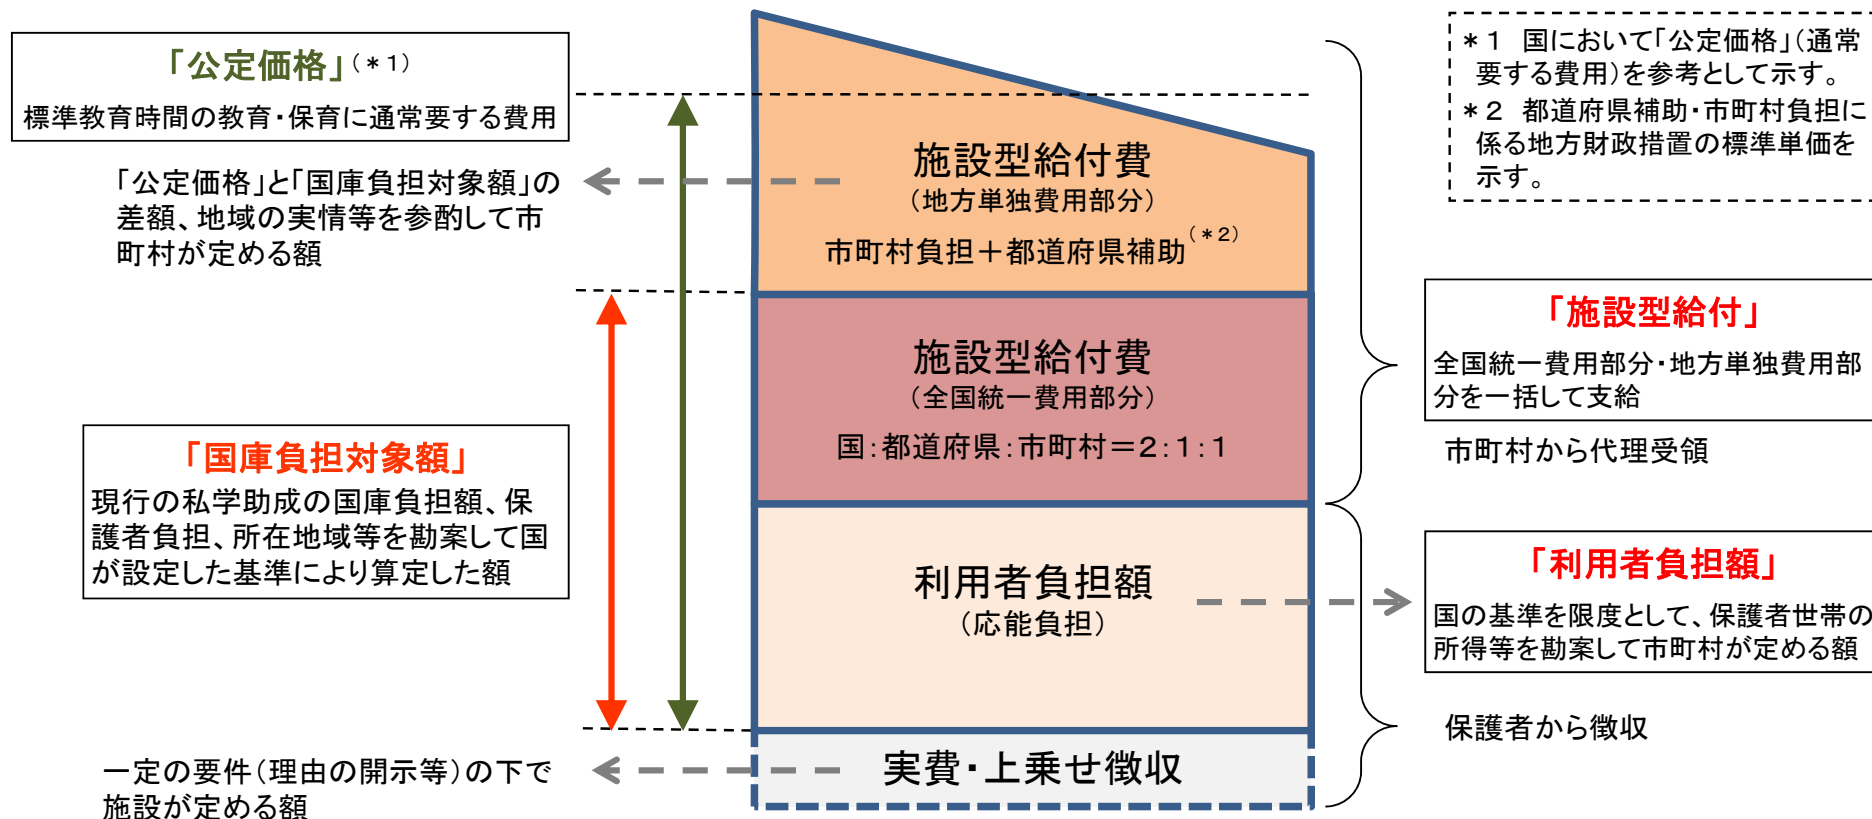 「公定価格」(＊1)
標準教育時間の教育・保育に通常要する費用
「公定価格」と「国庫負担対象額」の
差額、地域の実情等を参酌して市
町村が定める額
「国庫負担対象額」
現行の私学助成の国庫負担額、保
護者負担、所在地域等を勘案して国
が設定した基準により算定した額
一定の要件(理由の開示等)の下で
施設が定める額
施設型給付費
(地方単独費用部分)
市町村負担＋都道府県補助(＊2)
施設型給付費
(全国統一費用部分)
国:都道府県:市町村＝2:1:1
利用者負担額
(応能負担)
実費・上乗せ徴収
＊1 国において「公定価格」(通常
要する費用)を参考として示す。
＊2 都道府県補助・市町村負担に
係る地方財政措置の標準単価を
示す。
「施設型給付」
全国統一費用部分・地方単独費用部
分を一括して支給
市町村から代理受領
「利用者負担額」
国の基準を限度として、保護者世帯の
所得等を勘案して市町村が定める額
保護者から徴収